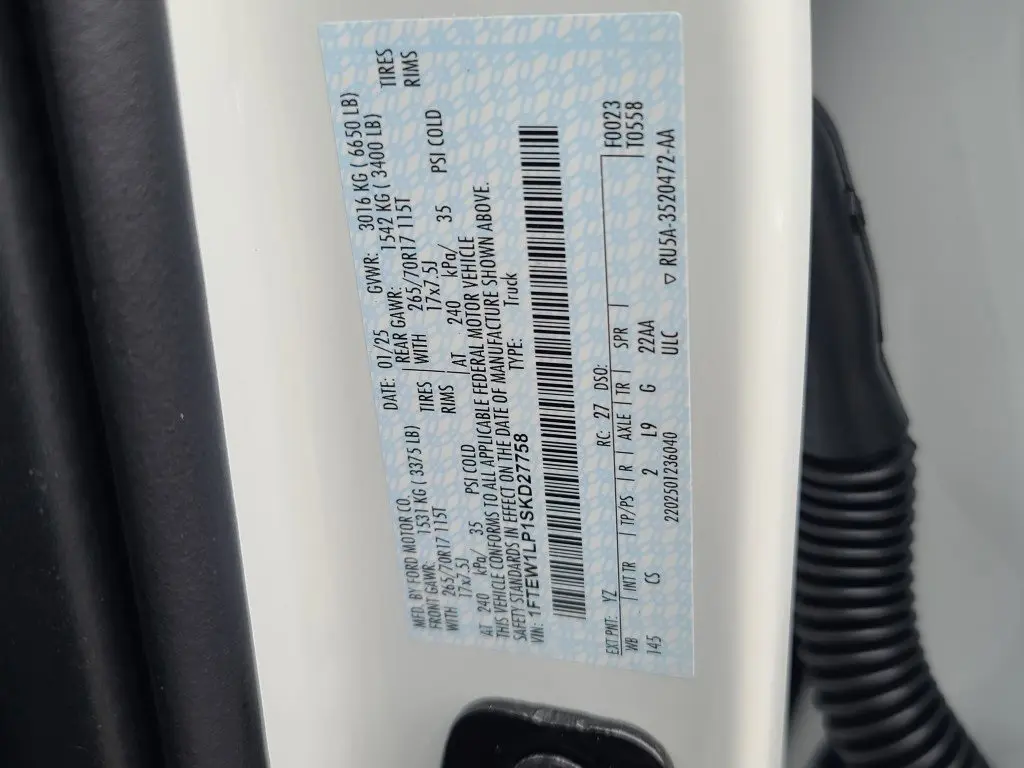 MFD. BY FORD MOTOR CO.
DATE: 01/25 GVWR: 3016 KG ( 6650 LB)
FRONT GAWR: 1531 KG ( 3375 LB) REAR GAWR: 1542 KG ( 3400 LB)
WITH 265/70R17 115T TIRES WITH 265/70R17 115T TIRES
17x7.5J RIMS 17x7.5J RIMS
AT 240 kPa/ 35 PSI COLD AT 240 kPa/ 35 PSI COLD
THIS VEHICLE CONFORMS TO ALL APPLICABLE FEDERAL MOTOR VEHICLE
SAFETY STANDARDS IN EFFECT ON THE DATE OF MANUFACTURE SHOWN ABOVE.
VIN: 1FTEW1LP1SKD27758 TYPE: Truck
EXT PNT: YZ RC: 27 DSO: F0023
WB INT TR TP/PS R AXLE TR SPR T0558
145 CS 2 L9 G 22AA
22025012360​40 ULC ▽ RU5A-3520472-AA